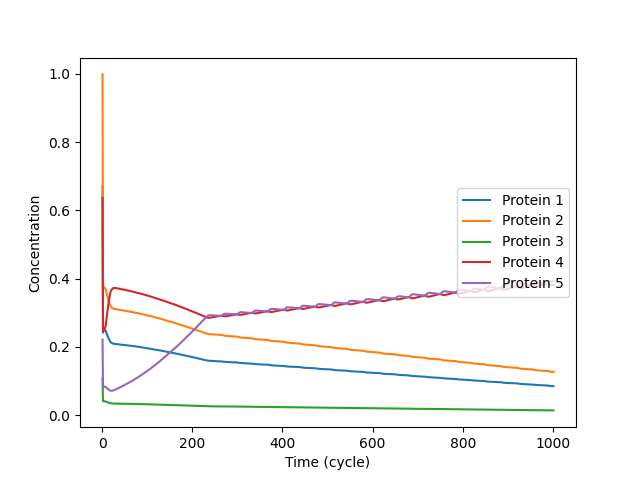 1.0
0.8
0.6
0.4
0.2
0.0
Concentration
Protein 1
Protein 2
Protein 3
Protein 4
Protein 5
0 200 400 600 800 1000
Time (cycle)